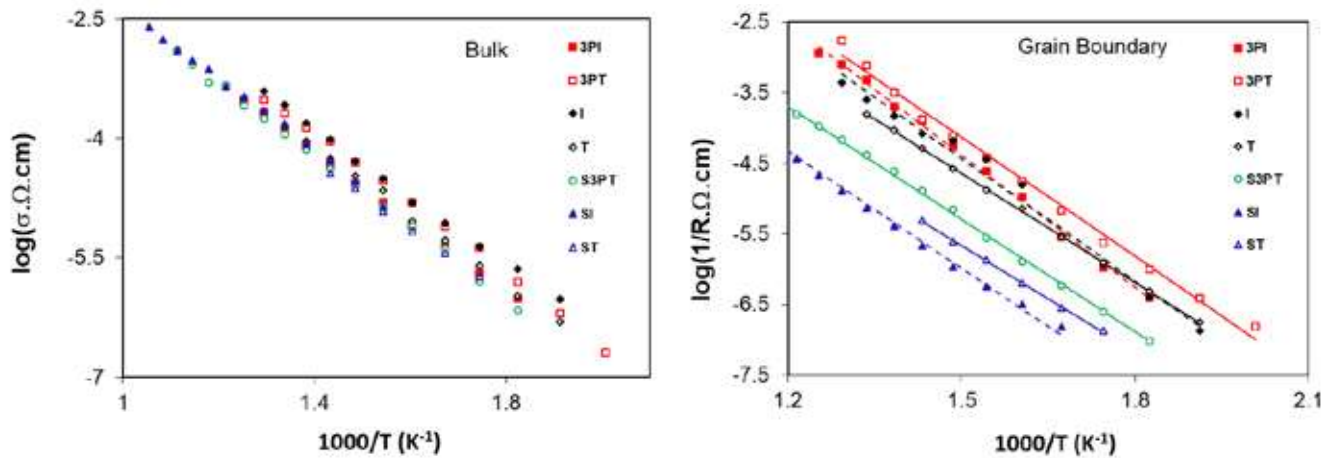 Bulk
log(σ.Ω.cm)
-2.5
-4
-5.5
-7
1
1.4
1.8
1000/T (K⁻¹)
3PI
3PT
I
T
S3PT
SI
ST
Grain Boundary
log(1/R.Ω.cm)
-2.5
-3.5
-4.5
-5.5
-6.5
-7.5
1.2
1.5
1.8
2.1
1000/T (K⁻¹)
3PI
3PT
I
T
S3PT
SI
ST